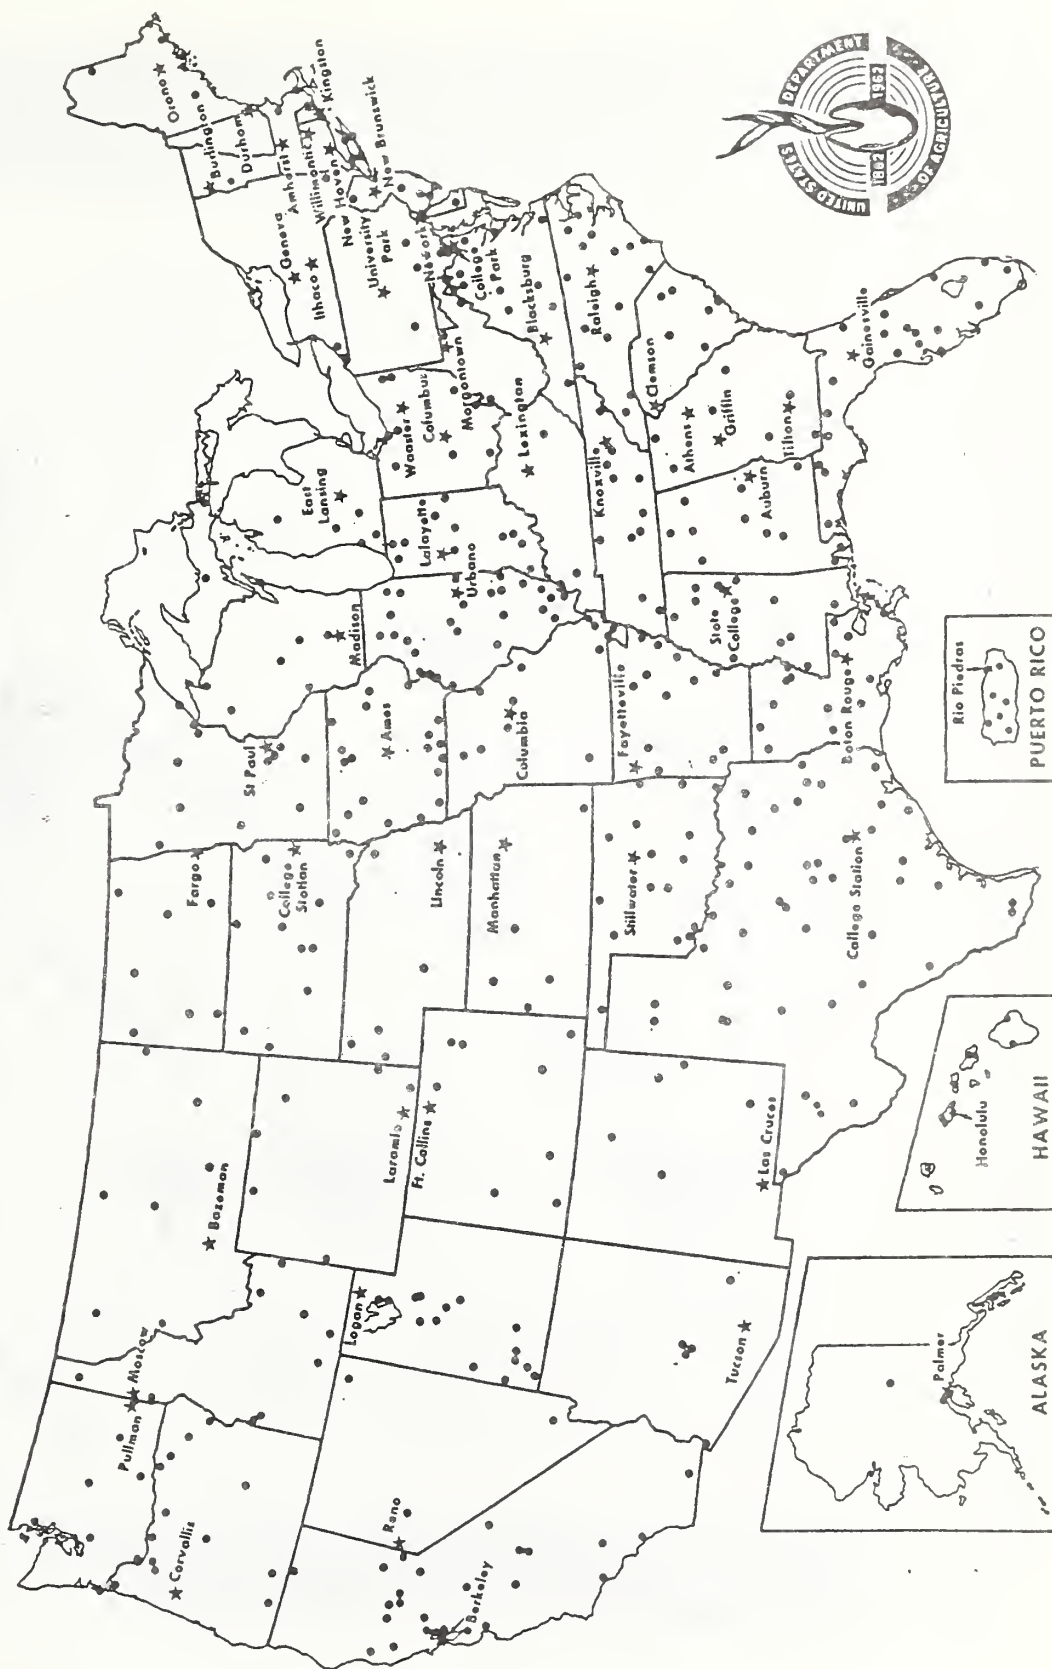 Orono
Burlington
Durham
Geneva
Amherst
Ithaca
Willimantic
Kingston
New Haven
New Brunswick
University
Park
Newark
College
Park
Wooster
Columbus
Morgantown
Blacksburg
Raleigh
East
Lansing
Lafayette
Urbana
Lexington
Knoxville
Clemson
Athens
Griffin
Tifton
Auburn
Gainesville
Madison
St Paul
Ames
Columbia
Fayetteville
State
College
Baton Rouge
Fargo
College
Station
Lincoln
Manhattan
Stillwater
College Station
Bozeman
Laramie
Ft. Collins
Las Cruces
Moscow
Pullman
Logan
Tucson
Corvallis
Reno
Berkeley
Palmer
ALASKA
Honolulu
HAWAII
Rio Piedras
PUERTO RICO
UNITED STATES DEPARTMENT
OF AGRICULTURE
1862 1962